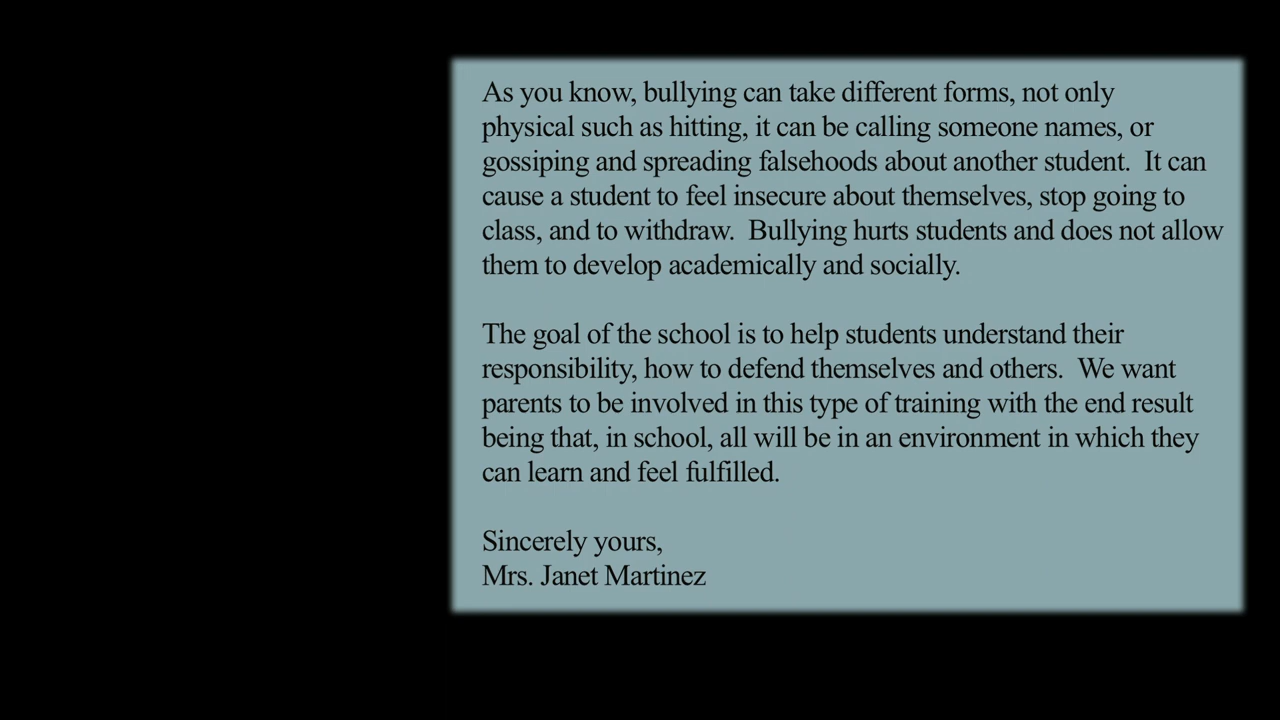 As you know, bullying can take different forms, not only
physical such as hitting, it can be calling someone names, or
gossiping and spreading falsehoods about another student.  It can
cause a student to feel insecure about themselves, stop going to
class, and to withdraw.  Bullying hurts students and does not allow
them to develop academically and socially.

The goal of the school is to help students understand their
responsibility, how to defend themselves and others.  We want
parents to be involved in this type of training with the end result
being that, in school, all will be in an environment in which they
can learn and feel fulfilled.

Sincerely yours,
Mrs. Janet Martinez